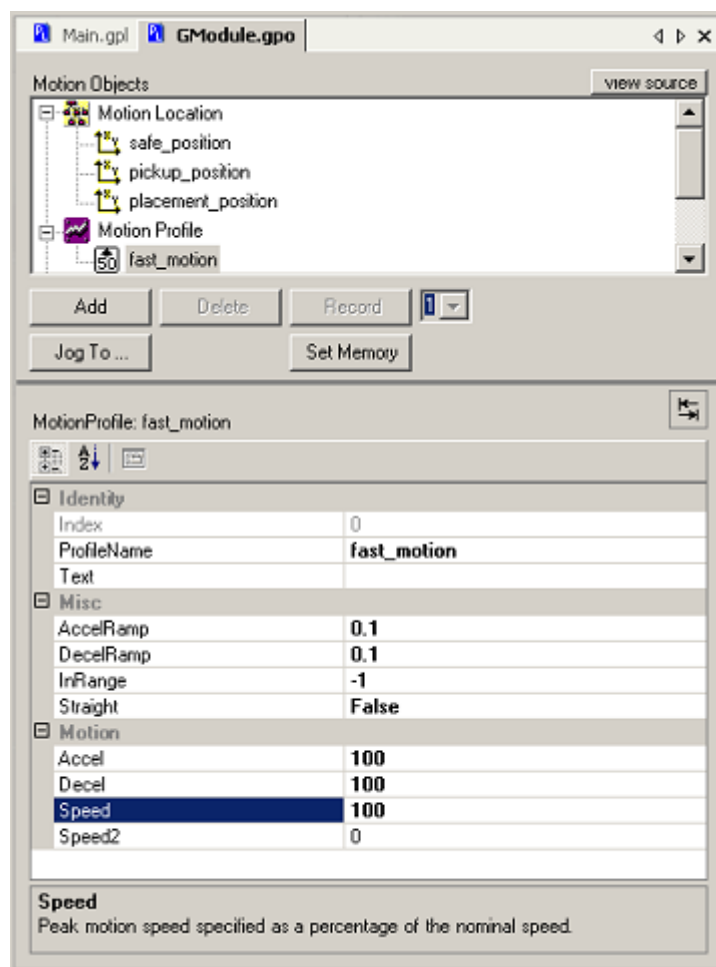 Main.gpl GModule.gpo
Motion Objects view source
Motion Location
safe_position
pickup_position
placement_position
Motion Profile
50 fast_motion
Add Delete Record 1
Jog To ... Set Memory
MotionProfile: fast_motion
Identity
Index 0
ProfileName fast_motion
Text
Misc
AccelRamp 0.1
DecelRamp 0.1
InRange -1
Straight False
Motion
Accel 100
Decel 100
Speed 100
Speed2 0
Speed
Peak motion speed specified as a percentage of the nominal speed.